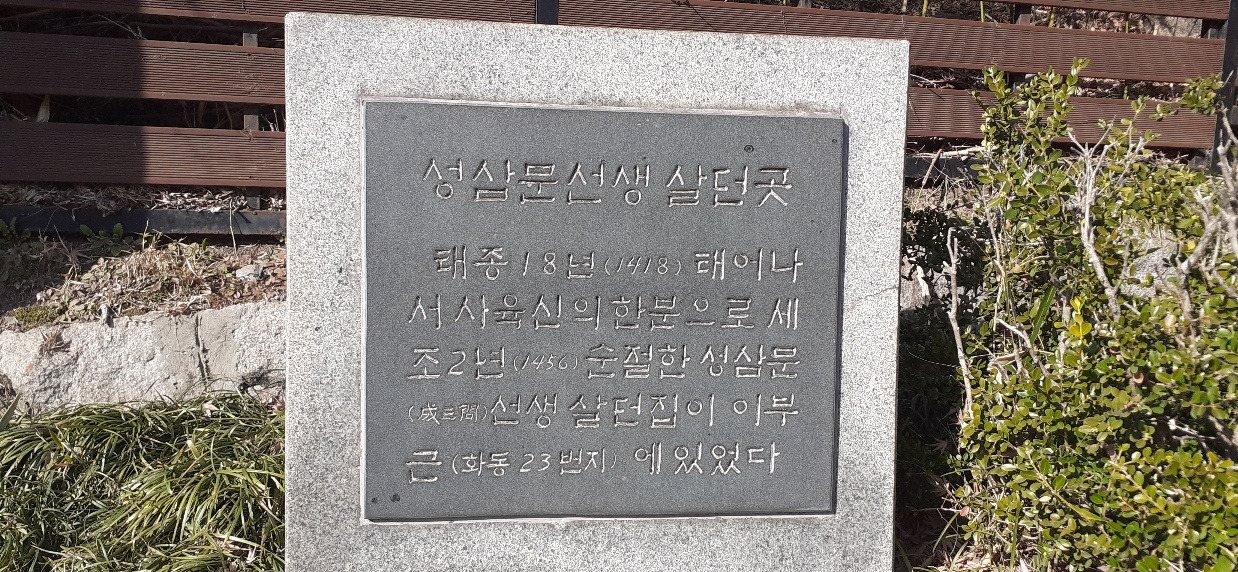 성삼문선생 살던곳
태종 18년(1418) 태어나
서 사육신의한분으로 세
조2년(1456) 순절한 성삼문
(成三問)선생 살던집이 이부
근(화동 23번지) 에있었다